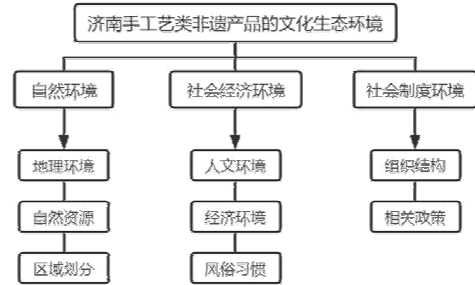 济南手工艺类非遗产品的文化生态环境
自然环境
社会经济环境
社会制度环境
地理环境
人文环境
组织结构
自然资源
经济环境
相关政策
区域划分
风俗习惯